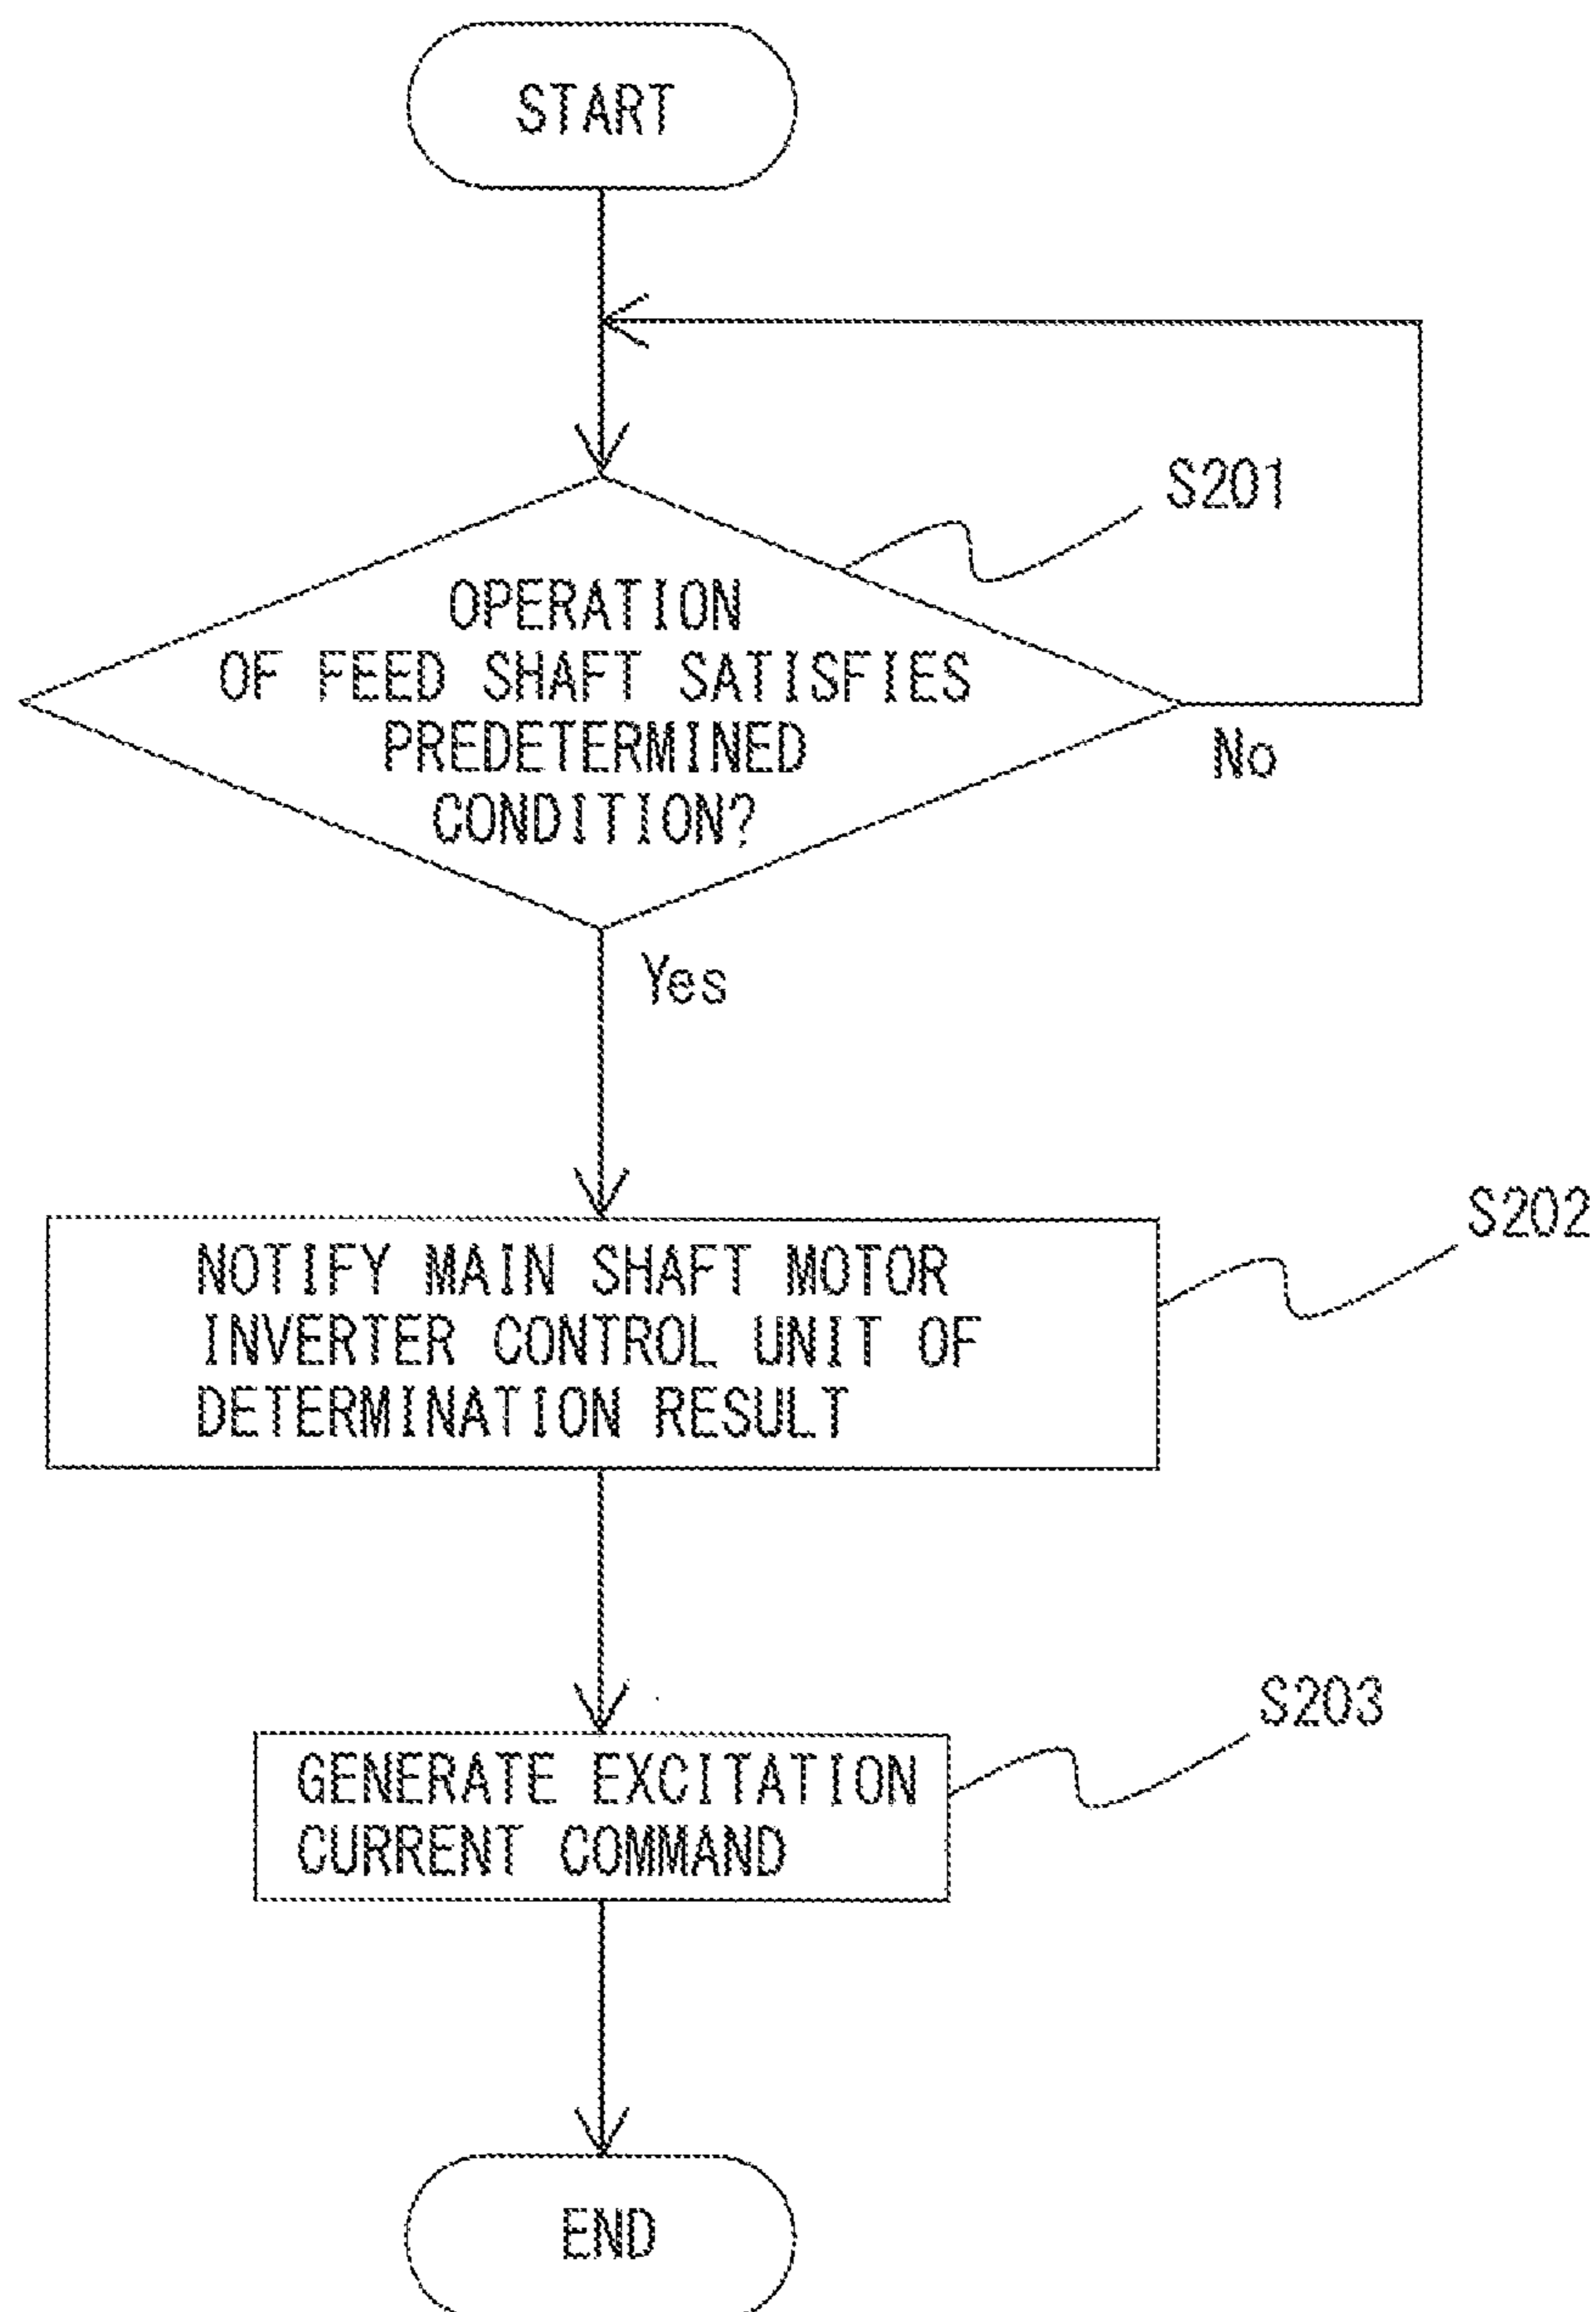 START
S201
OPERATION
OF FEED SHAFT SATISFIES
PREDETERMINED
CONDITION?
No
Yes
S202
NOTIFY MAIN SHAFT MOTOR
INVERTER CONTROL UNIT OF
DETERMINATION RESULT
S203
GENERATE EXCITATION
CURRENT COMMAND
END